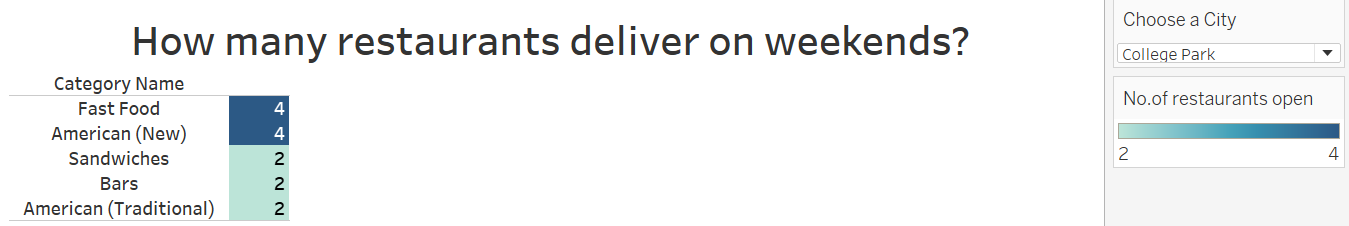 How many restaurants deliver on weekends?
Category Name
Fast Food 4
American (New) 4
Sandwiches 2
Bars 2
American (Traditional) 2
Choose a City
College Park
No.of restaurants open
2 4